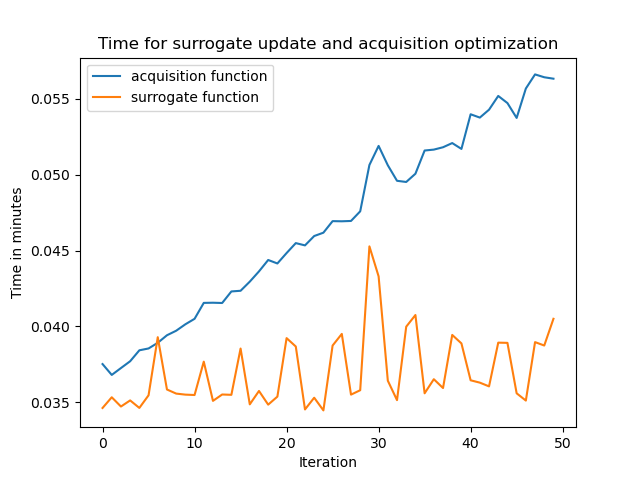 Time for surrogate update and acquisition optimization
acquisition function
surrogate function
Time in minutes
0.055
0.050
0.045
0.040
0.035
0 10 20 30 40 50
Iteration